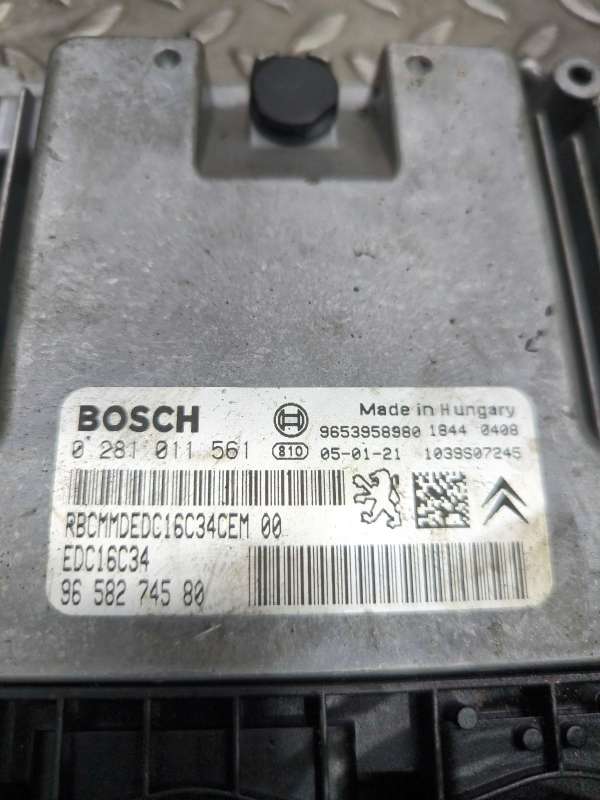 BOSCH
Made in Hungary
9653958980 1844 0408
0 281 011 561 810 05-01-21 1039S07245
RBCMMDEDC16C34CEM 00
EDC16C34
96 582 745 80